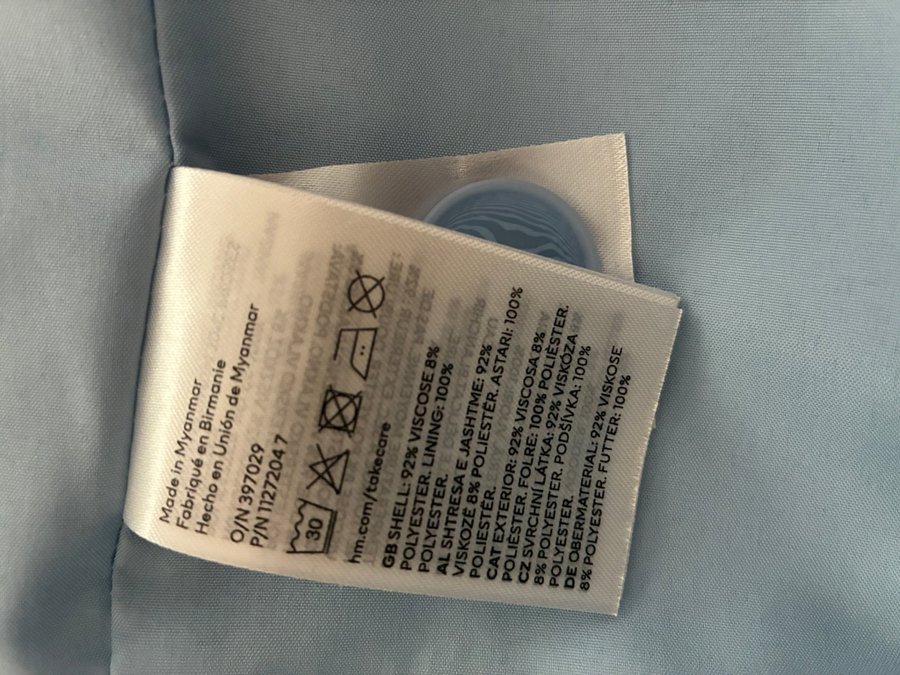 Made in Myanmar
Fabriqué en Birmanie
Hecho en Unión de Myanmar
O/N 397029
P/N 11272047
30
hm.com/takecare
GB SHELL: 92% VISCOSE 8%
POLYESTER. LINING: 100%
POLYESTER.
AL SHTRESA E JASHTME: 92%
VISKOZË 8% POLIESTËR. ASTARI: 100%
POLIESTËR.
CAT EXTERIOR: 92% VISCOSA 8%
POLIÈSTER. FOLRE: 100% POLIÈSTER.
CZ SVRCHNÍ LÁTKA: 92% VISKÓZA
8% POLYESTER. PODŠÍVKA: 100%
POLYESTER.
DE OBERMATERIAL: 92% VISKOSE
8% POLYESTER. FUTTER: 100%